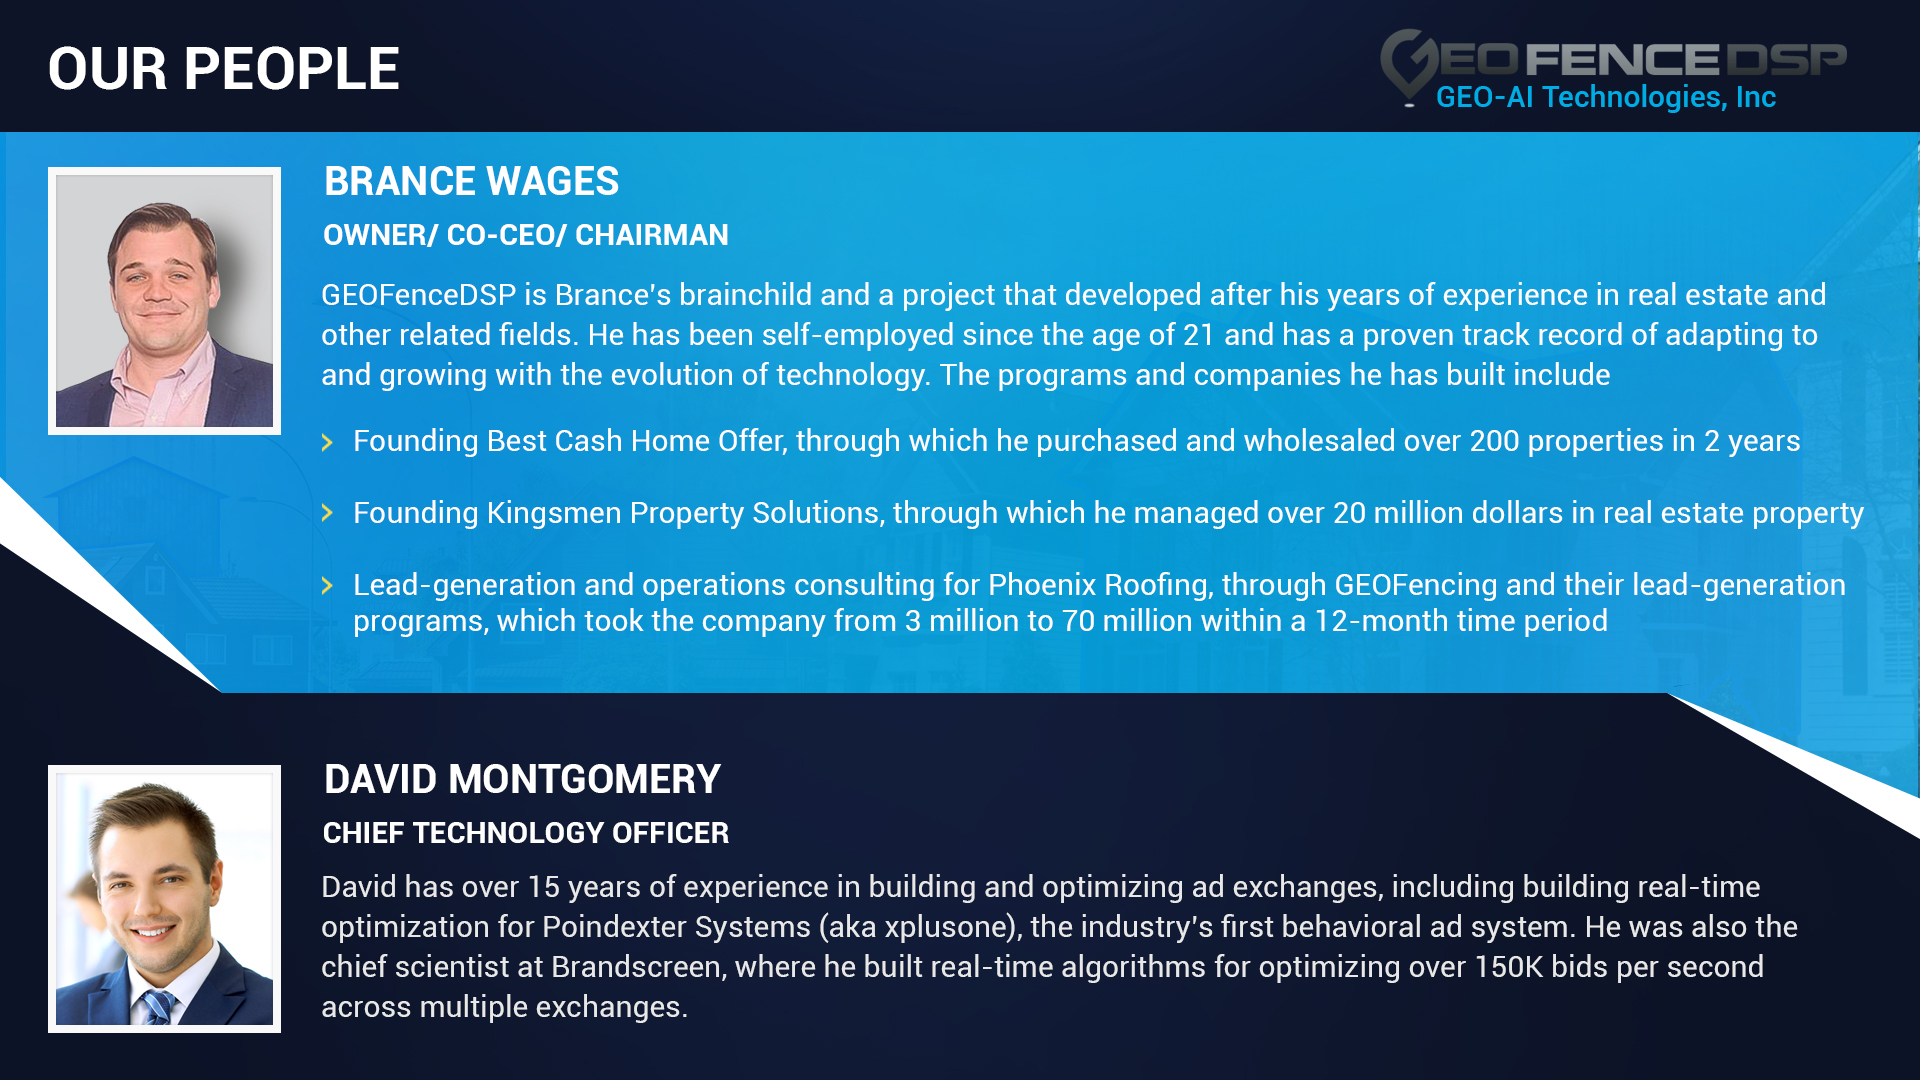 OUR PEOPLE
GEOFENCEDSP
GEO-AI Technologies, Inc
BRANCE WAGES
OWNER/ CO-CEO/ CHAIRMAN
GEOFenceDSP is Brance's brainchild and a project that developed after his years of experience in real estate and
other related fields. He has been self-employed since the age of 21 and has a proven track record of adapting to
and growing with the evolution of technology. The programs and companies he has built include
Founding Best Cash Home Offer, through which he purchased and wholesaled over 200 properties in 2 years
Founding Kingsmen Property Solutions, through which he managed over 20 million dollars in real estate property
Lead-generation and operations consulting for Phoenix Roofing, through GEOFencing and their lead-generation
programs, which took the company from 3 million to 70 million within a 12-month time period
DAVID MONTGOMERY
CHIEF TECHNOLOGY OFFICER
David has over 15 years of experience in building and optimizing ad exchanges, including building real-time
optimization for Poindexter Systems (aka xplusone), the industry's first behavioral ad system. He was also the
chief scientist at Brandscreen, where he built real-time algorithms for optimizing over 150K bids per second
across multiple exchanges.